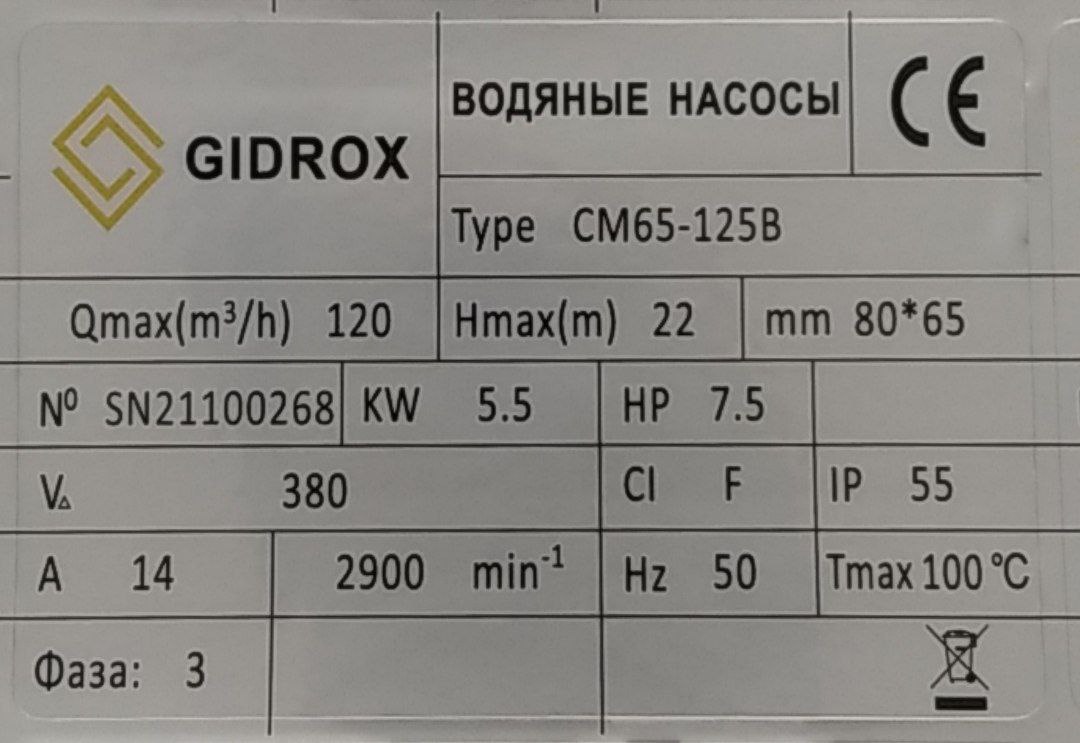 GIDROX
ВОДЯНЫЕ НАСОСЫ
CE
Type CM65-125B
Qmax(m³/h) 120 Hmax(m) 22 mm 80*65
Nº SN21100268 KW 5.5 HP 7.5
V△ 380 Cl F IP 55
A 14 2900 min⁻¹ Hz 50 Tmax 100 ℃
Фаза: 3